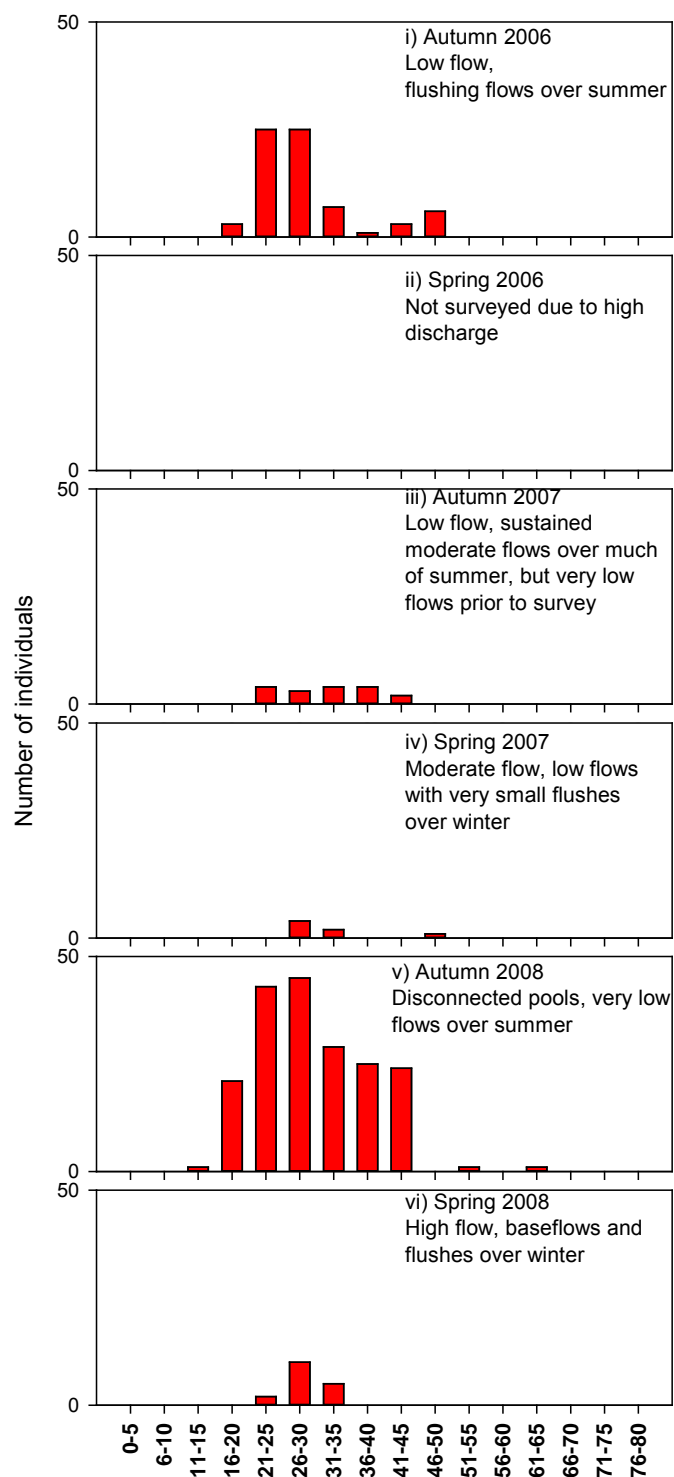 Number of individuals
50
0
i) Autumn 2006
Low flow,
flushing flows over summer
50
0
ii) Spring 2006
Not surveyed due to high
discharge
50
0
iii) Autumn 2007
Low flow, sustained
moderate flows over much
of summer, but very low
flows prior to survey
50
0
iv) Spring 2007
Moderate flow, low flows
with very small flushes
over winter
50
0
v) Autumn 2008
Disconnected pools, very low
flows over summer
50
0
vi) Spring 2008
High flow, baseflows and
flushes over winter
0-5
6-10
11-15
16-20
21-25
26-30
31-35
36-40
41-45
46-50
51-55
56-60
61-65
66-70
71-75
76-80